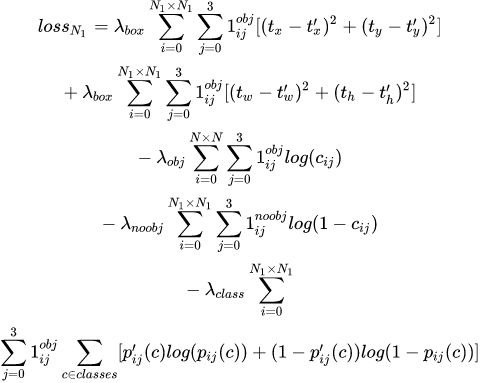 $loss_{N_1} = \lambda_{box} \sum_{i=0}^{N_1 \times N_1} \sum_{j=0}^{3} 1_{ij}^{obj} [(t_x - t'_x)^2 + (t_y - t'_y)^2]$
$+ \lambda_{box} \sum_{i=0}^{N_1 \times N_1} \sum_{j=0}^{3} 1_{ij}^{obj} [(t_w - t'_w)^2 + (t_h - t'_h)^2]$
$- \lambda_{obj} \sum_{i=0}^{N \times N} \sum_{j=0}^{3} 1_{ij}^{obj} log(c_{ij})$
$- \lambda_{noobj} \sum_{i=0}^{N_1 \times N_1} \sum_{j=0}^{3} 1_{ij}^{noobj} log(1 - c_{ij})$
$- \lambda_{class} \sum_{i=0}^{N_1 \times N_1}$
$\sum_{j=0}^{3} 1_{ij}^{obj} \sum_{c \in classes} [p'_{ij}(c) log(p_{ij}(c)) + (1 - p'_{ij}(c)) log(1 - p_{ij}(c))]$